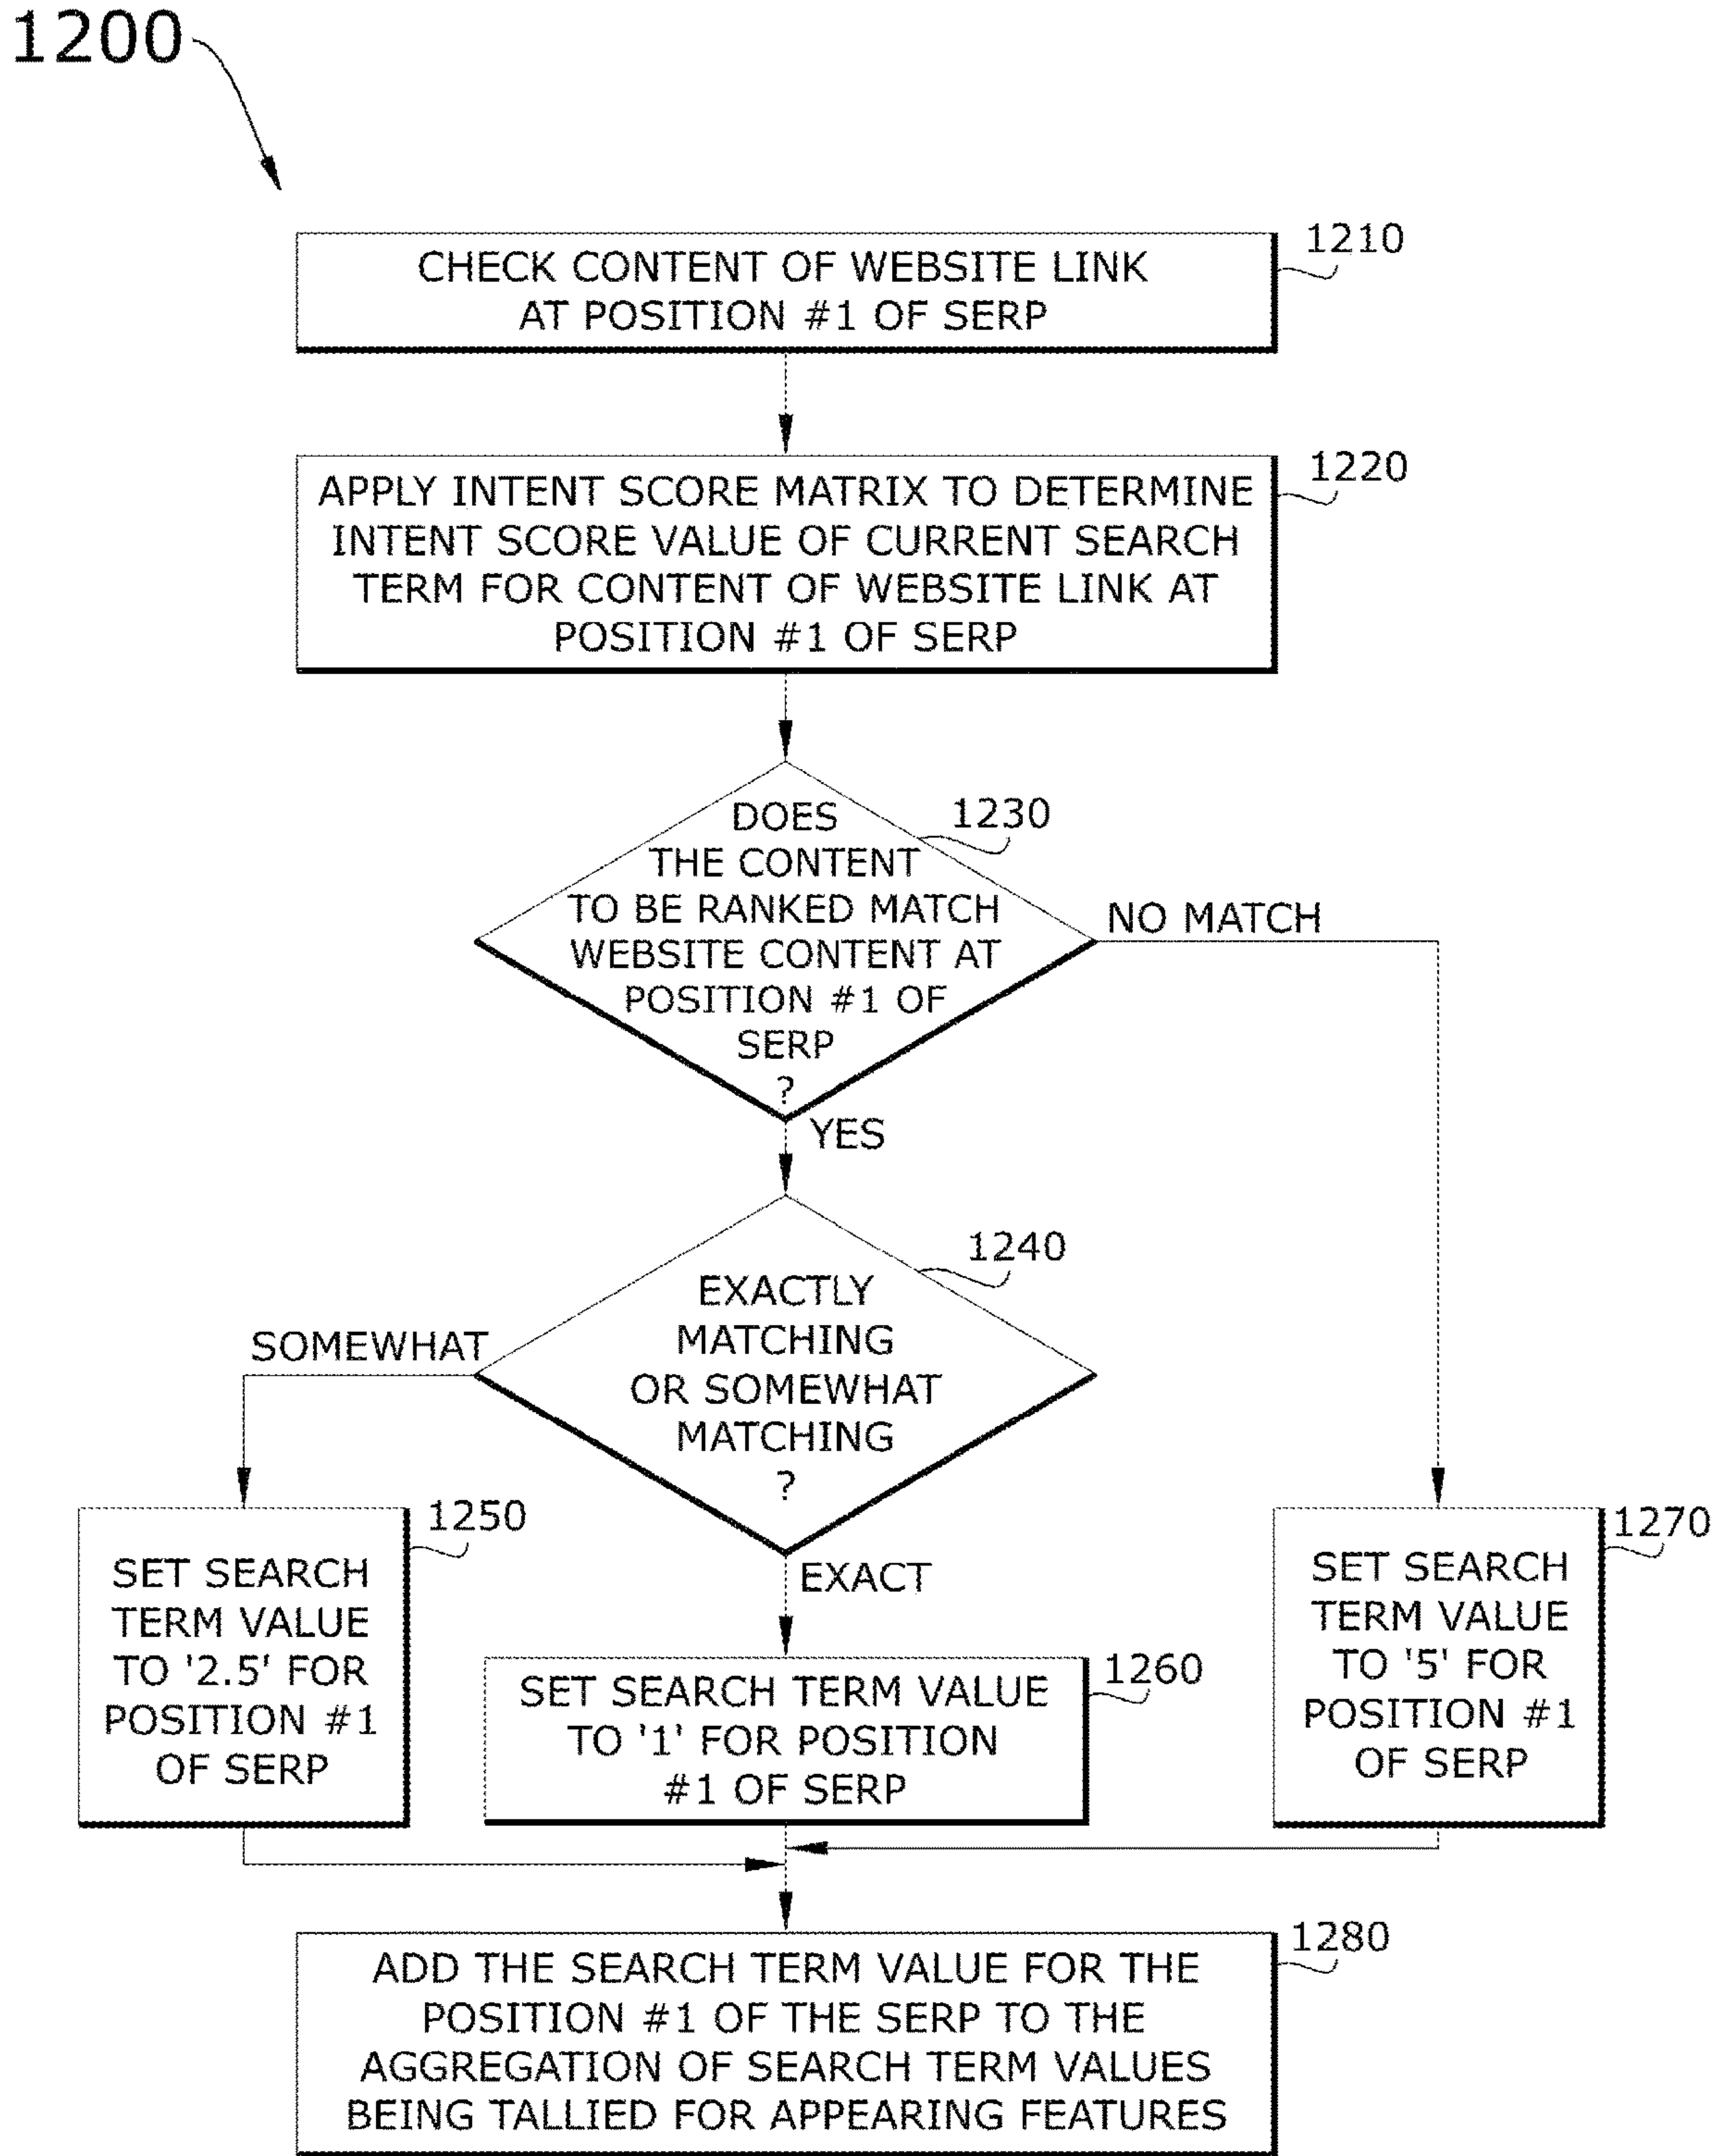 1200
CHECK CONTENT OF WEBSITE LINK
AT POSITION #1 OF SERP
1210
APPLY INTENT SCORE MATRIX TO DETERMINE
INTENT SCORE VALUE OF CURRENT SEARCH
TERM FOR CONTENT OF WEBSITE LINK AT
POSITION #1 OF SERP
1220
DOES
THE CONTENT
TO BE RANKED MATCH
WEBSITE CONTENT AT
POSITION #1 OF
SERP
?
1230
NO MATCH
YES
EXACTLY
MATCHING
OR SOMEWHAT
MATCHING
?
1240
SOMEWHAT
EXACT
SET SEARCH
TERM VALUE
TO '2.5' FOR
POSITION #1
OF SERP
1250
SET SEARCH TERM VALUE
TO '1' FOR POSITION
#1 OF SERP
1260
SET SEARCH
TERM VALUE
TO '5' FOR
POSITION #1
OF SERP
1270
ADD THE SEARCH TERM VALUE FOR THE
POSITION #1 OF THE SERP TO THE
AGGREGATION OF SEARCH TERM VALUES
BEING TALLIED FOR APPEARING FEATURES
1280